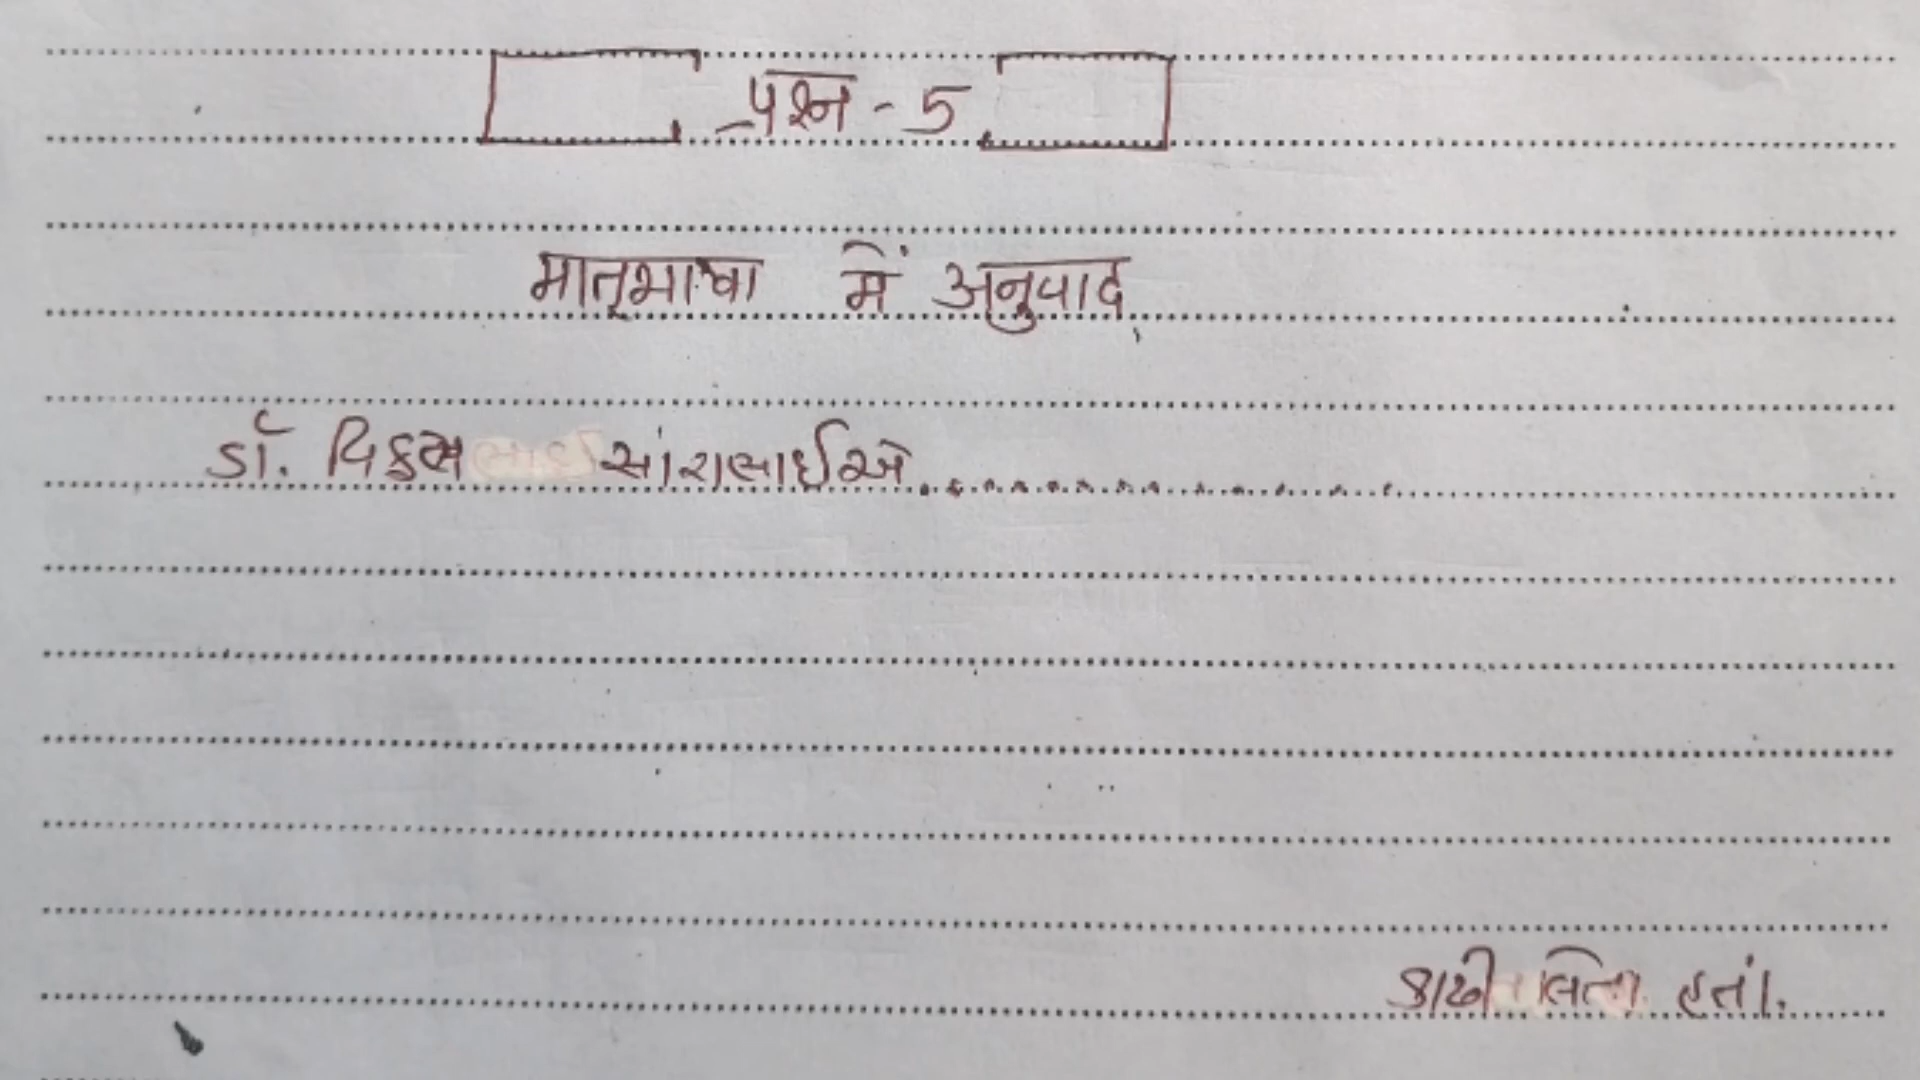 प्रश्न - 5
मातृभाषा में अनुवाद
ડૉ. વિક્રમ સાંરાભાઈએ..................
કાઢી લિતા હતાં.